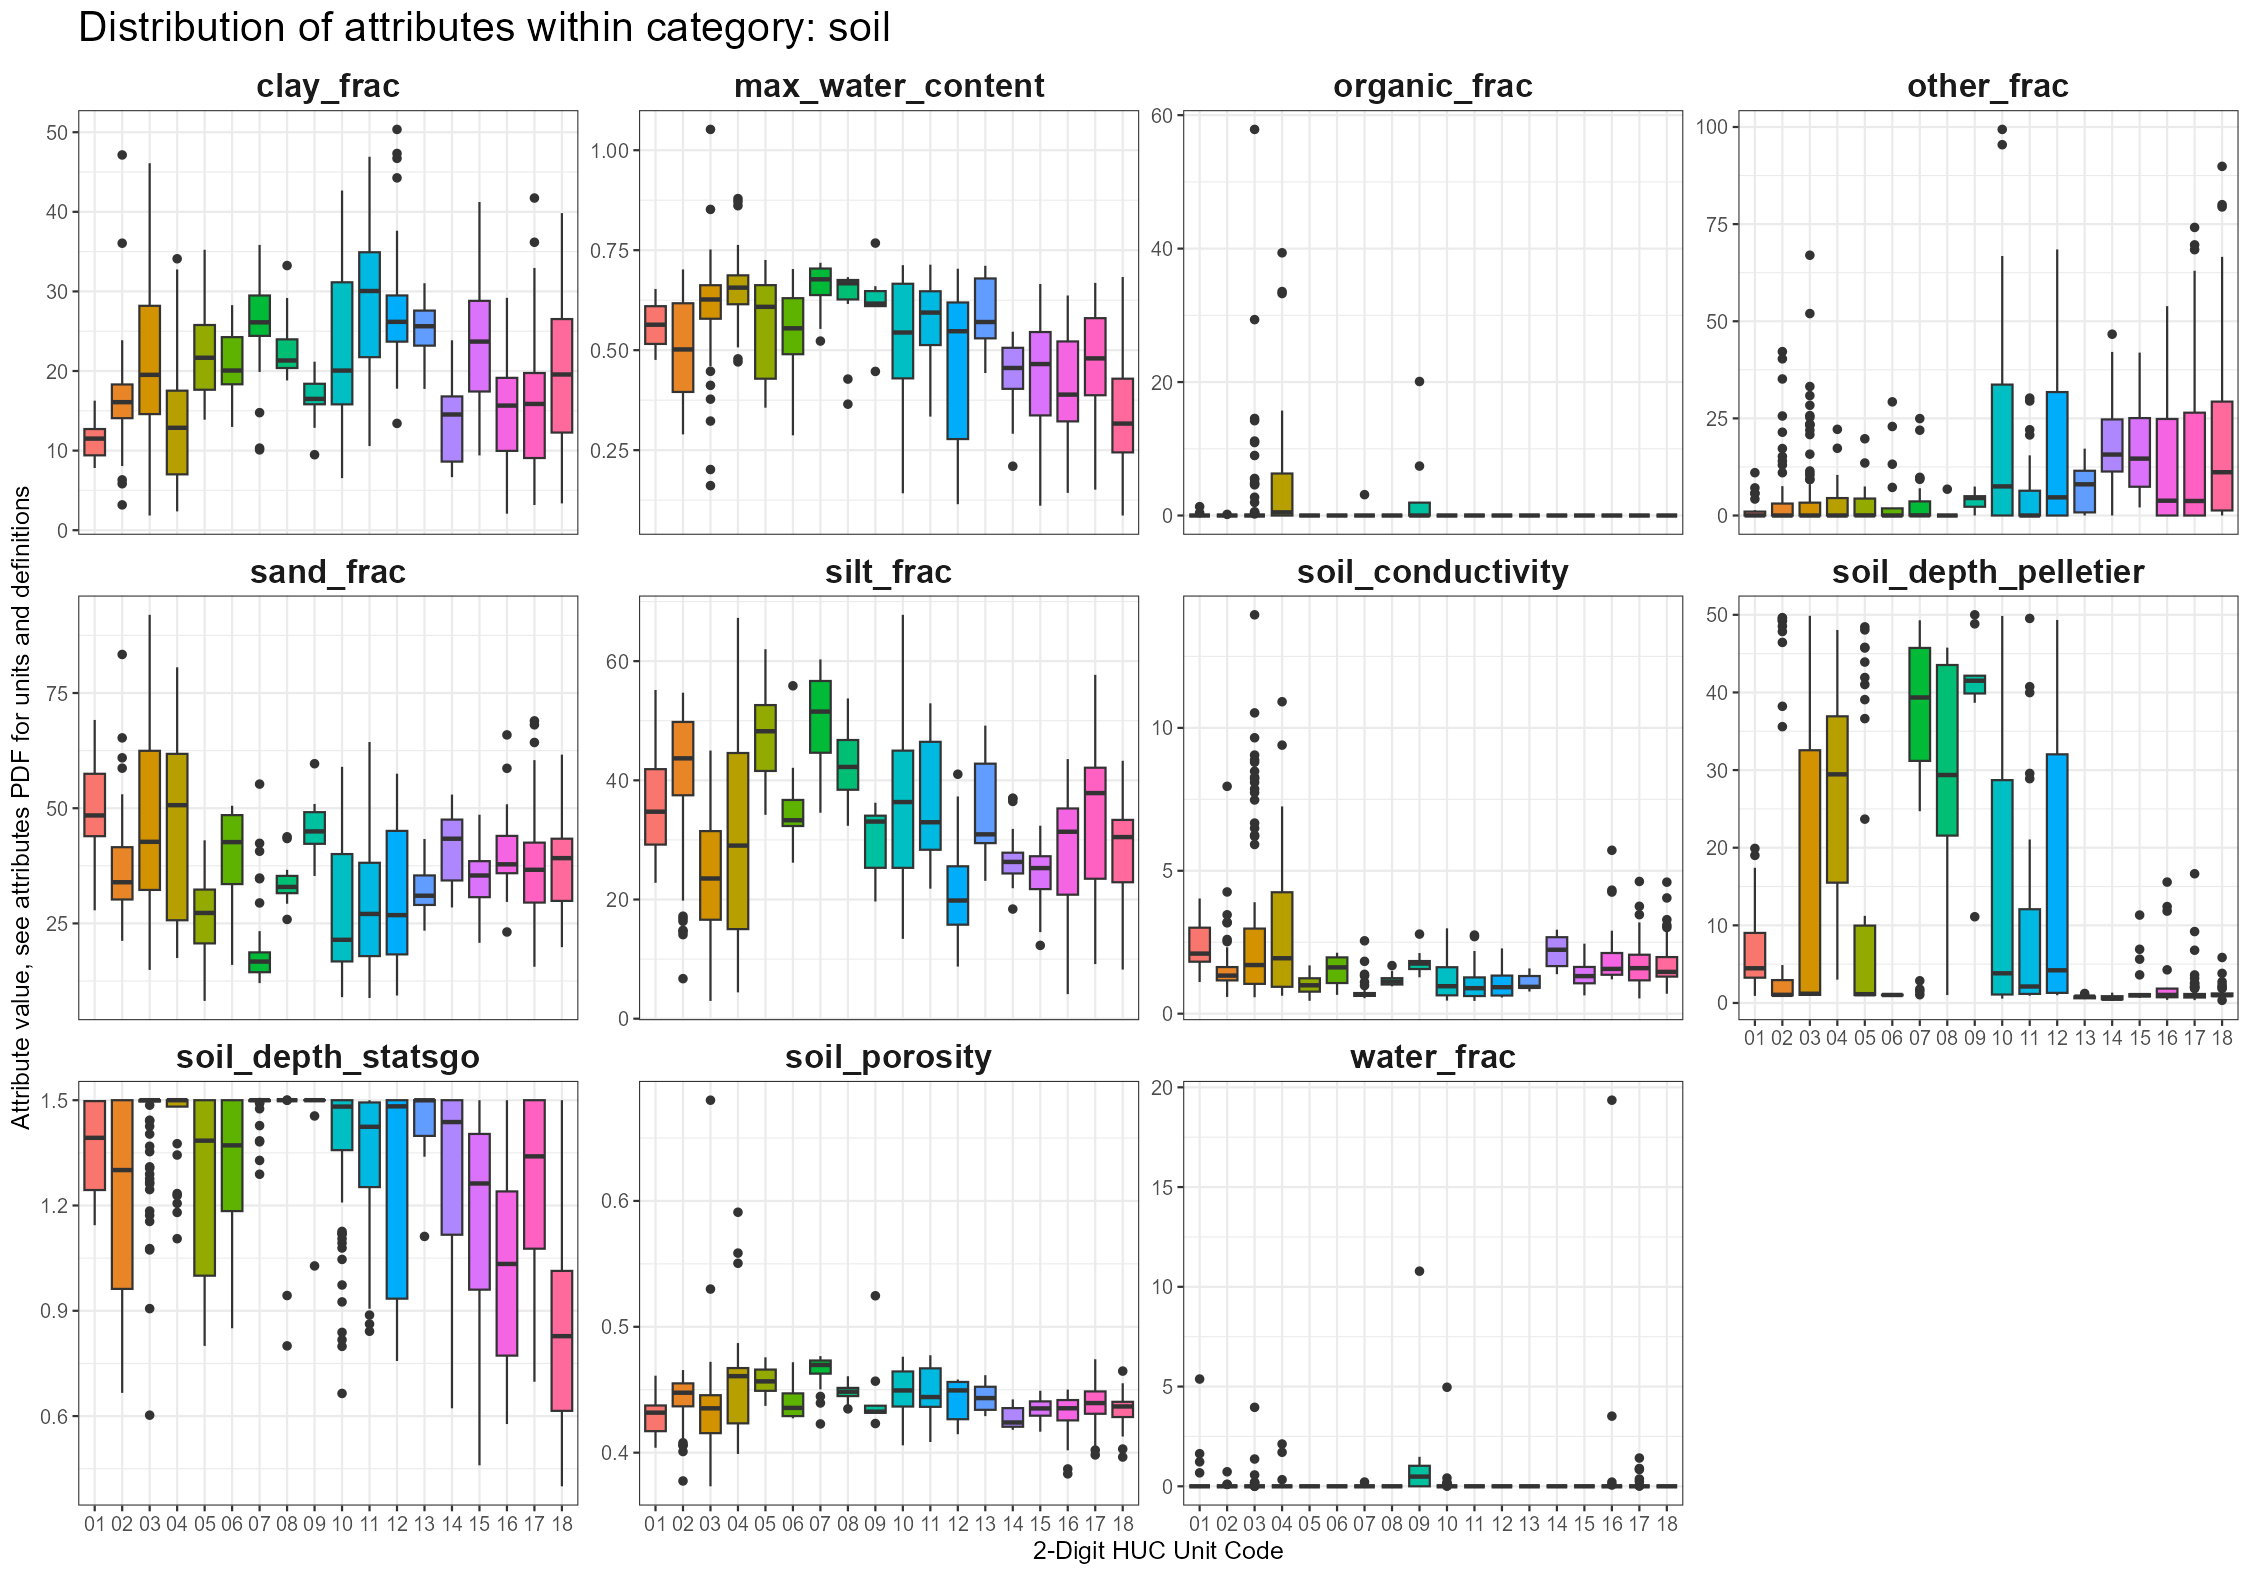 Distribution of attributes within category: soil
clay_frac
max_water_content
organic_frac
other_frac
50
40
30
20
10
0
1.00
0.75
0.50
0.25
60
40
20
0
100
75
50
25
0
Attribute value, see attributes PDF for units and definitions
sand_frac
silt_frac
soil_conductivity
soil_depth_pelletier
75
50
25
60
40
20
0
10
5
0
50
40
30
20
10
0
01 02 03 04 05 06 07 08 09 10 11 12 13 14 15 16 17 18
soil_depth_statsgo
soil_porosity
water_frac
1.5
1.2
0.9
0.6
0.6
0.5
0.4
20
15
10
5
0
01 02 03 04 05 06 07 08 09 10 11 12 13 14 15 16 17 18
01 02 03 04 05 06 07 08 09 10 11 12 13 14 15 16 17 18
01 02 03 04 05 06 07 08 09 10 11 12 13 14 15 16 17 18
2-Digit HUC Unit Code